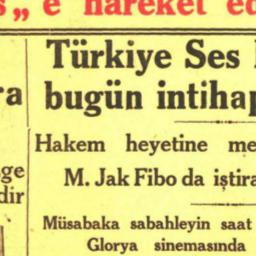 „ e hareket ed
Türkiye Ses
bugün intihap
Hakem heyetine me
M. Jak Fibo da iştira
Müsabaka sabahleyin saat
Glorya sinemasında
ra
ge
dir